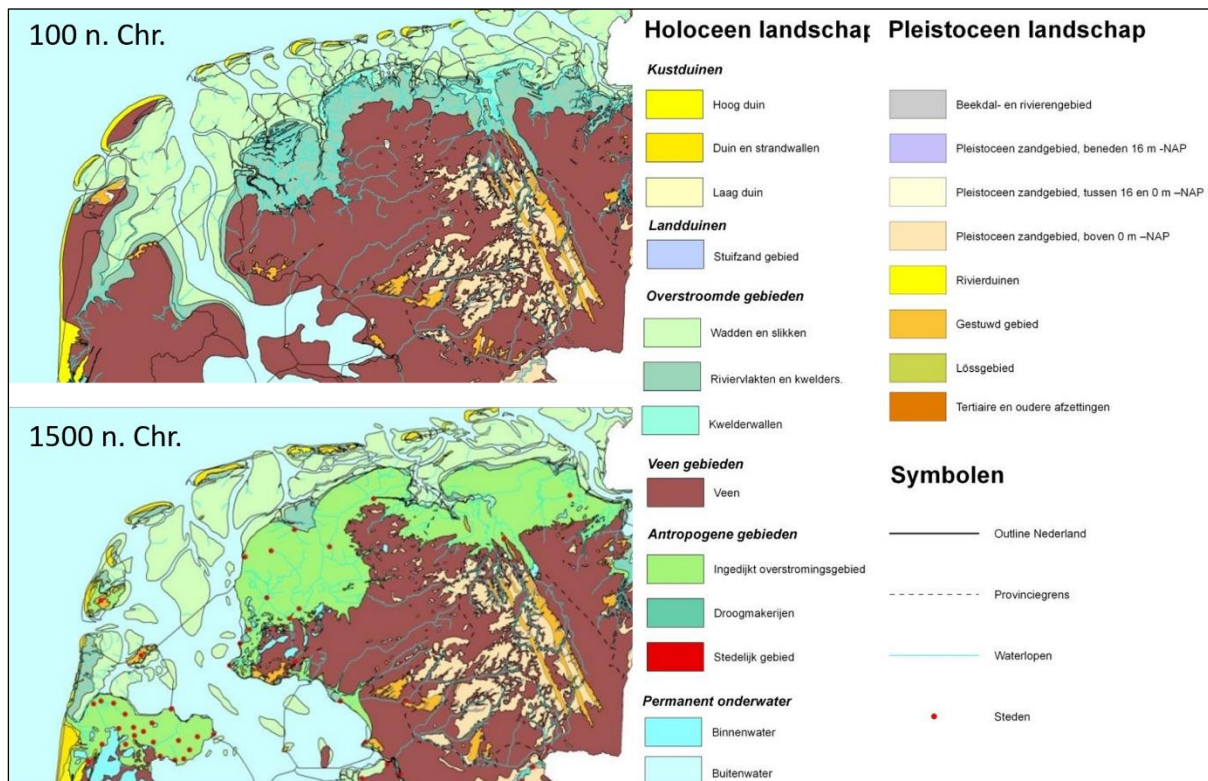 100 n. Chr.
1500 n. Chr.
Holoceen landschap
Kustduinen
Hoog duin
Duin en strandwallen
Laag duin
Landduinen
Stuifzand gebied
Overstroomde gebieden
Wadden en slikken
Riviervlakten en kwelders.
Kwelderwallen
Veen gebieden
Veen
Antropogene gebieden
Ingedijkt overstromingsgebied
Droogmakerijen
Stedelijk gebied
Permanent onderwater
Binnenwater
Buitenwater
Pleistoceen landschap
Beekdal- en rivierengebied
Pleistoceen zandgebied, beneden 16 m -NAP
Pleistoceen zandgebied, tussen 16 en 0 m –NAP
Pleistoceen zandgebied, boven 0 m –NAP
Rivierduinen
Gestuwd gebied
Lössgebied
Tertiaire en oudere afzettingen
Symbolen
Outline Nederland
Provinciegrens
Waterlopen
Steden